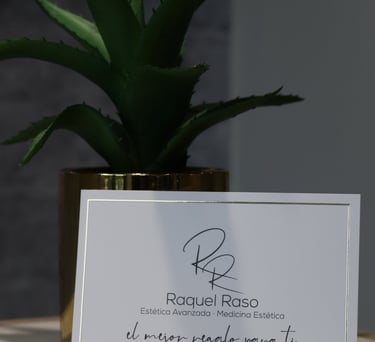 RR
Raquel Raso
Estética Avanzada · Medicina Estética
el mejor regalo para ti